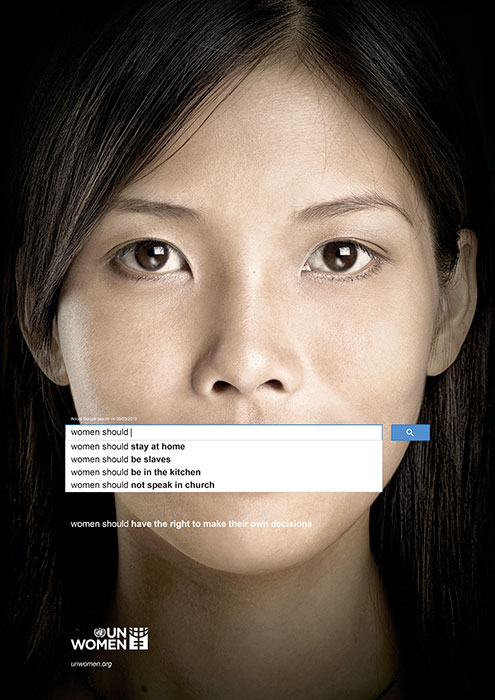 Actual Google search on 09/03/2013
women should
women should stay at home
women should be slaves
women should be in the kitchen
women should not speak in church
women should have the right to make their own decisions
UN
WOMEN
unwomen.org